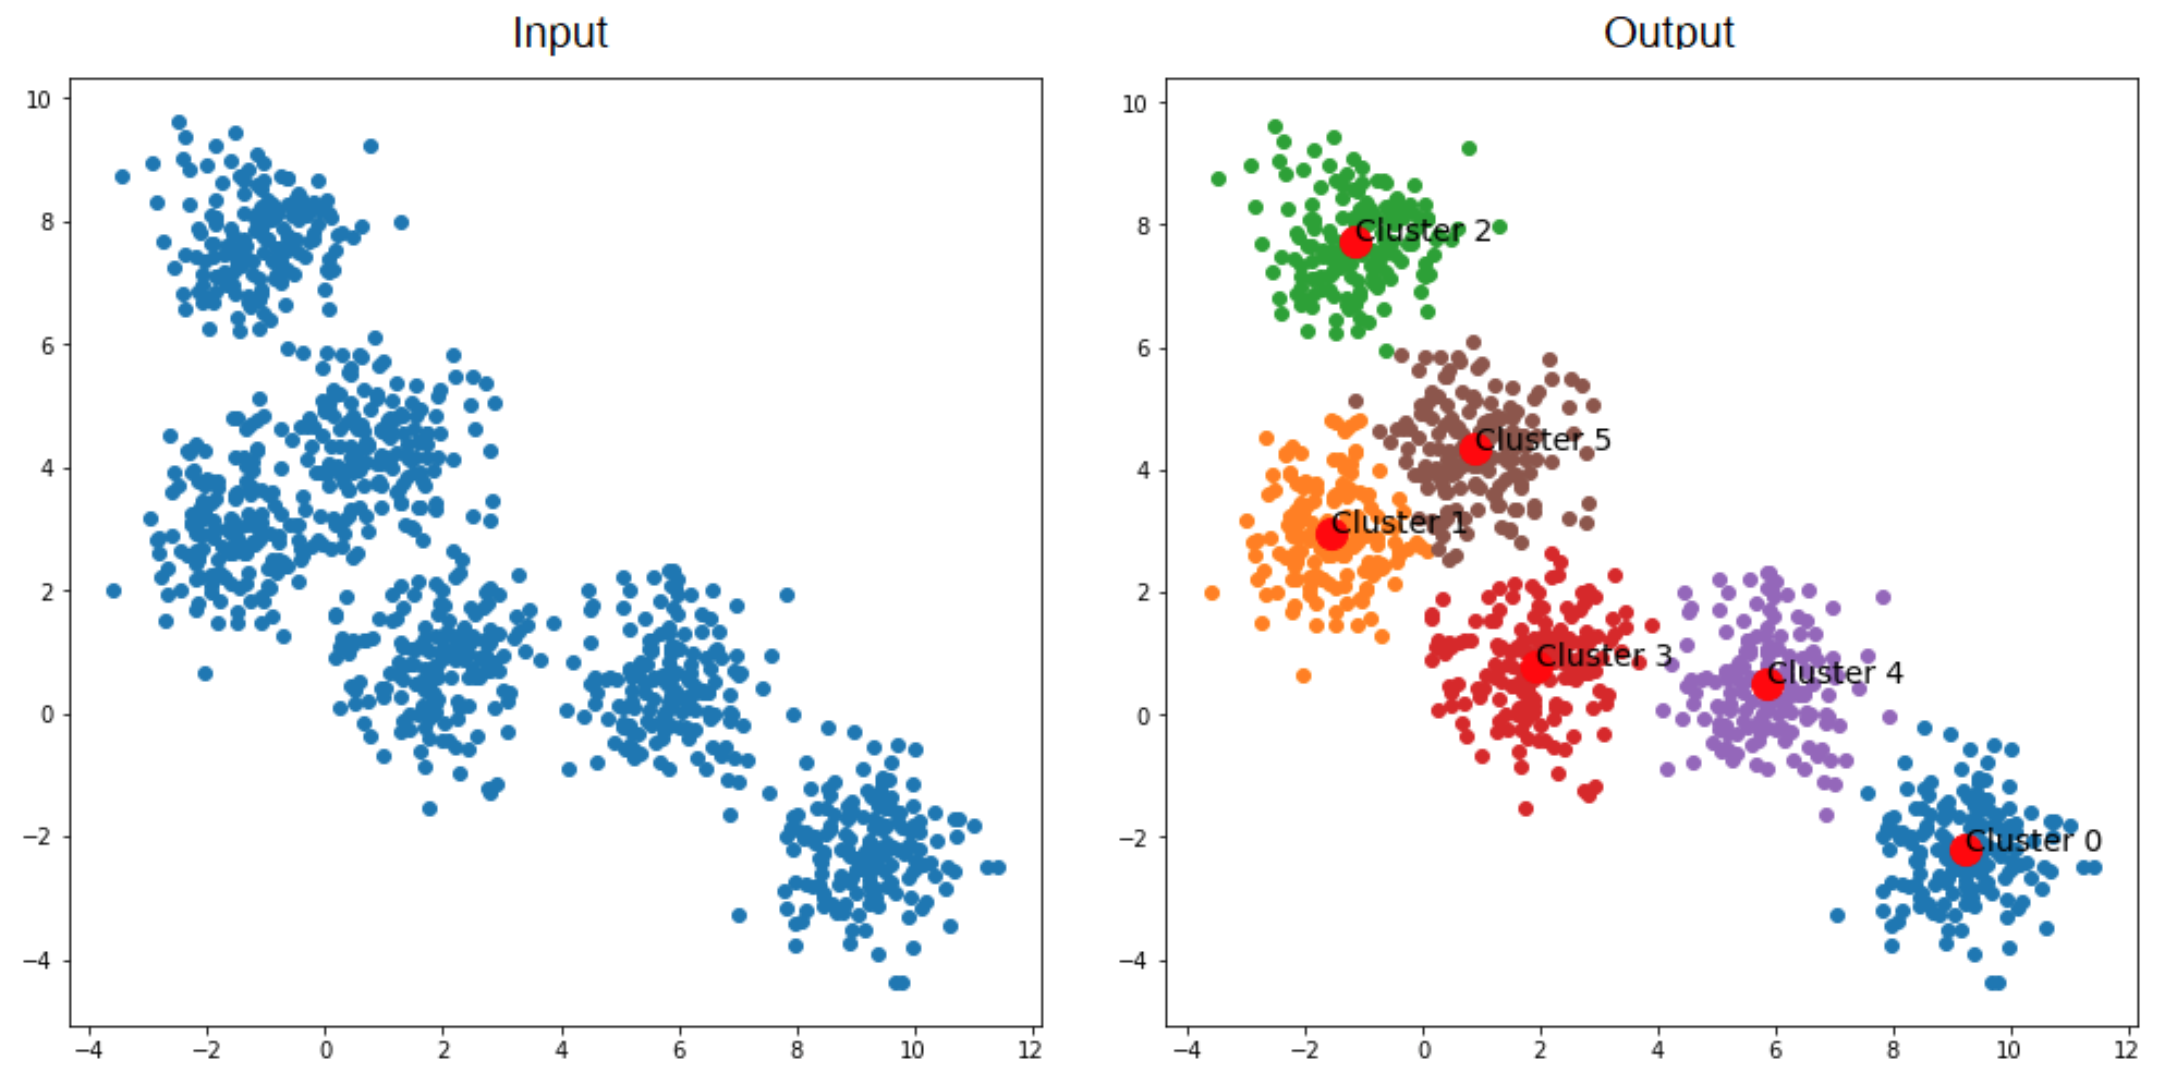 Input
Output
10
8
6
4
2
0
−2
−4
−4 −2 0 2 4 6 8 10 12
10
8
6
4
2
0
−2
−4
−4 −2 0 2 4 6 8 10 12
Cluster 2
Cluster 5
Cluster 1
Cluster 3
Cluster 4
Cluster 0